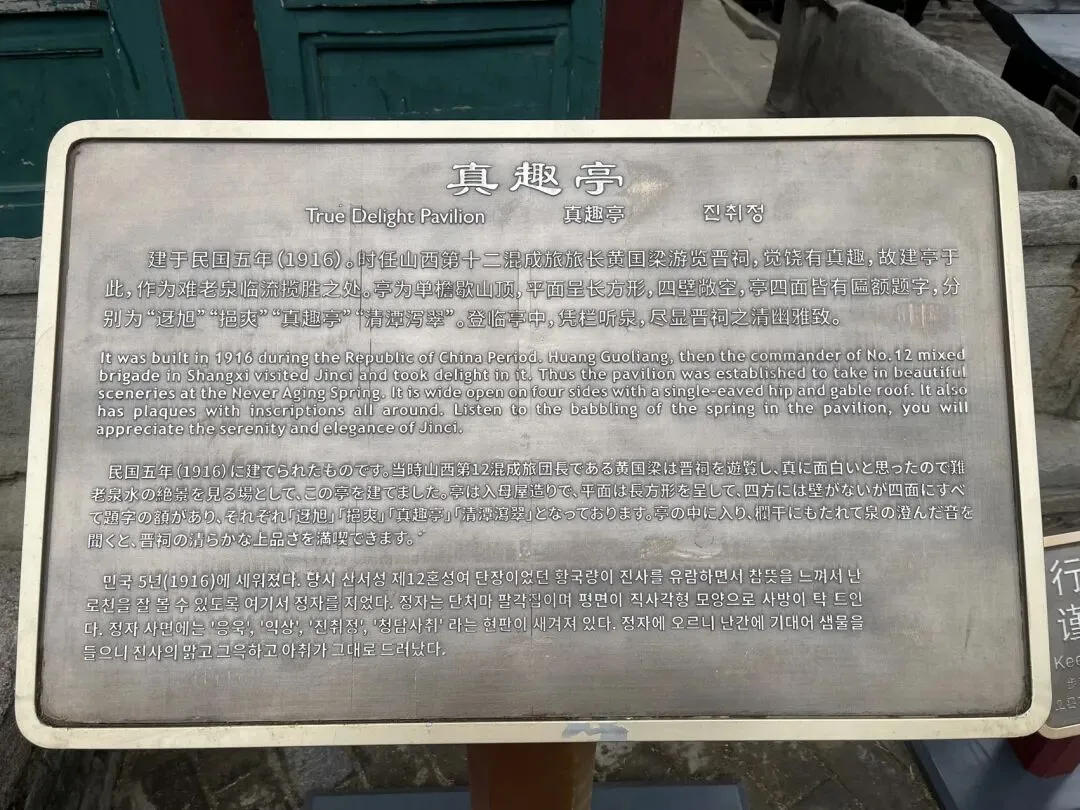 真趣亭
True Delight Pavilion 真趣亭 진취정
建于民国五年(1916)。时任山西第十二混成旅旅长黄国梁游览晋祠,觉饶有真趣,故建亭于
此,作为难老泉临流揽胜之处。亭为单檐歇山顶,平面呈长方形,四壁敞空,亭四面皆有匾额题字,分
别为“迓旭”“挹爽”“真趣亭”“清潭泻翠”。登临亭中,凭栏听泉,尽显晋祠之清幽雅致。
It was built in 1916 during the Republic of China Period. Huang Guoliang, then the commander of No.12 mixed
brigade in Shangxi visited Jinci and took delight in it. Thus the pavilion was established to take in beautiful
sceneries at the Never Aging Spring. It is wide open on four sides with a single-eaved hip and gable roof. It also
has plaques with inscriptions all around. Listen to the babbling of the spring in the pavilion, you will
appreciate the serenity and elegance of Jinci.
民国五年(1916)に建てられたものです。当時山西第12混成旅団長である黄国梁は晋祠を遊覧し、真に面白いと思ったので難
老泉水の絶景を見る場として、この亭を建てました。亭は入母屋造りで、平面は長方形を呈して、四方には壁がないが四面にすべ
て題字の額があり、それぞれ「迓旭」「挹爽」「真趣亭」「清潭瀉翠」となっております。亭の中に入り、欄干にもたれて泉の澄んだ音を
聞くと、晋祠の清らかな上品さを満喫できます。
민국 5년(1916)에 세워졌다. 당시 산서성 제12혼성여 단장이었던 황국량이 진사를 유람하면서 참뜻을 느껴서 난
로천을 잘 볼 수 있도록 여기서 정자를 지었다. 정자는 단처마 팔각집이며 평면이 직사각형 모양으로 사방이 탁 트인
다. 정자 사면에는 '응욱', '익상', '진취정', '청담사취' 라는 현판이 새겨져 있다. 정자에 오르니 난간에 기대어 샘물을
들으니 진사의 맑고 그윽하고 아취가 그대로 드러났다.
行
谨
Kee